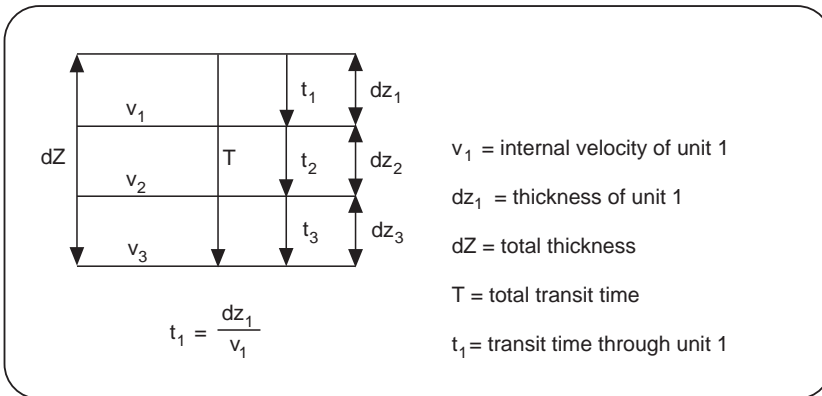 t₁ dz₁
v₁
dZ T t₂ dz₂
v₂
t₃ dz₃
v₃
t₁ = dz₁ / v₁
v₁ = internal velocity of unit 1
dz₁ = thickness of unit 1
dZ = total thickness
T = total transit time
t₁= transit time through unit 1